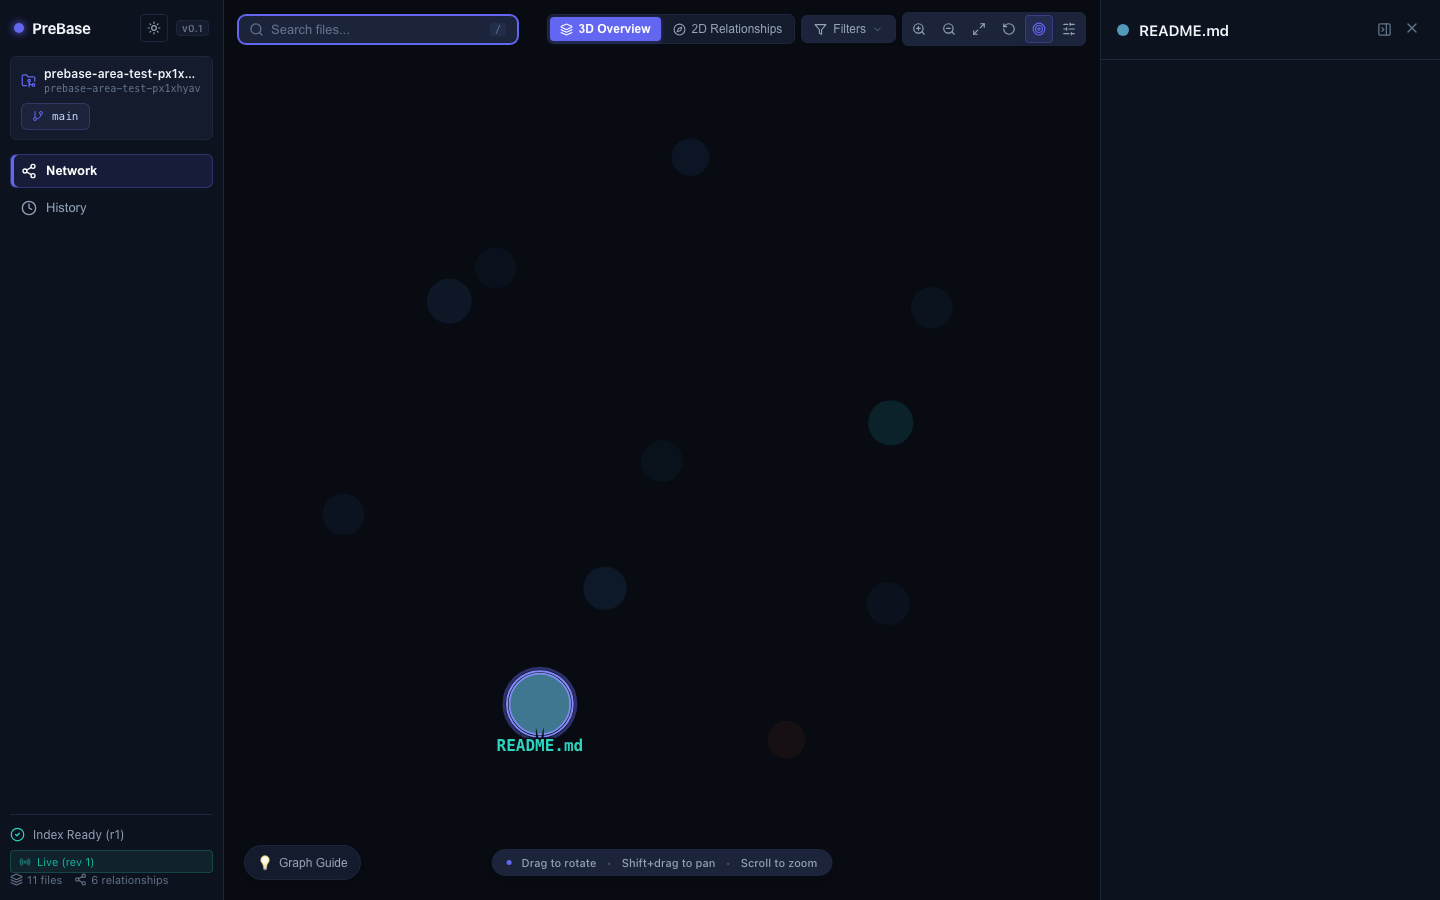 PreBase
v0.1
prebase-area-test-px1x...
prebase-area-test-px1xhyav
main
Network
History
Index Ready (r1)
Live (rev 1)
11 files
6 relationships
Search files...
/
3D Overview
2D Relationships
Filters
README.md
Graph Guide
Drag to rotate · Shift+drag to pan · Scroll to zoom
README.md